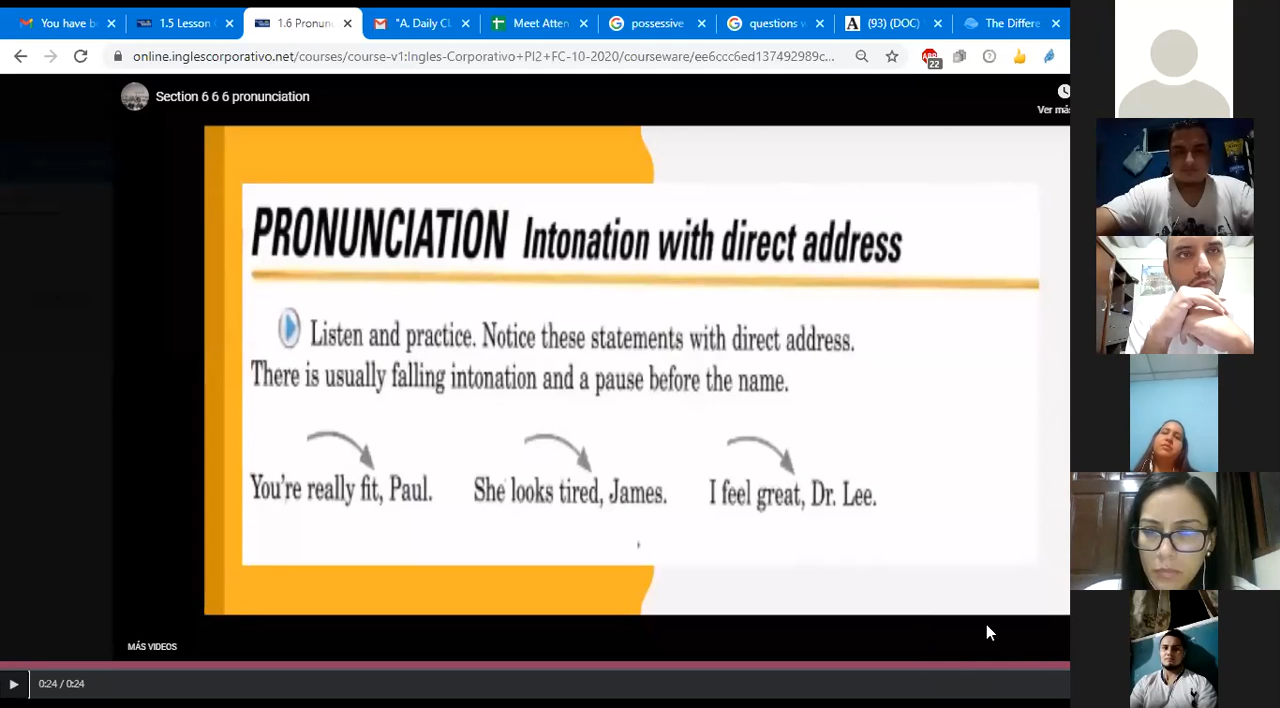 You have b
1.5 Lesson
1.6 Pronun
"A. Daily Cl
Meet Atten
possessive
questions w
(93) (DOC)
The Differe
online.inglescorporativo.net/courses/course-v1:Ingles-Corporativo+PI2+FC-10-2020/courseware/ee6ccc6ed137492989c...
22
Section 6 6 6 pronunciation
Ver más
PRONUNCIATION Intonation with direct address
Listen and practice. Notice these statements with direct address.
There is usually falling intonation and a pause before the name.
You're really fit, Paul. She looks tired, James. I feel great, Dr. Lee.
MÁS VIDEOS
0:24 / 0:24